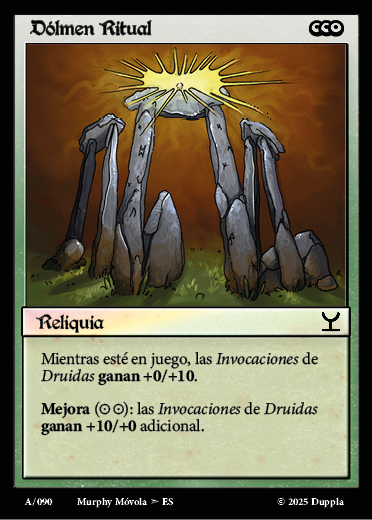 Dólmen Ritual
Reliquia
Mientras esté en juego, las Invocaciones de
Druidas ganan +0/+10.
Mejora (⊙⊙): las Invocaciones de Druidas
ganan +10/+0 adicional.
A/090 Murphy Móvola ➣ ES © 2025 Duppla